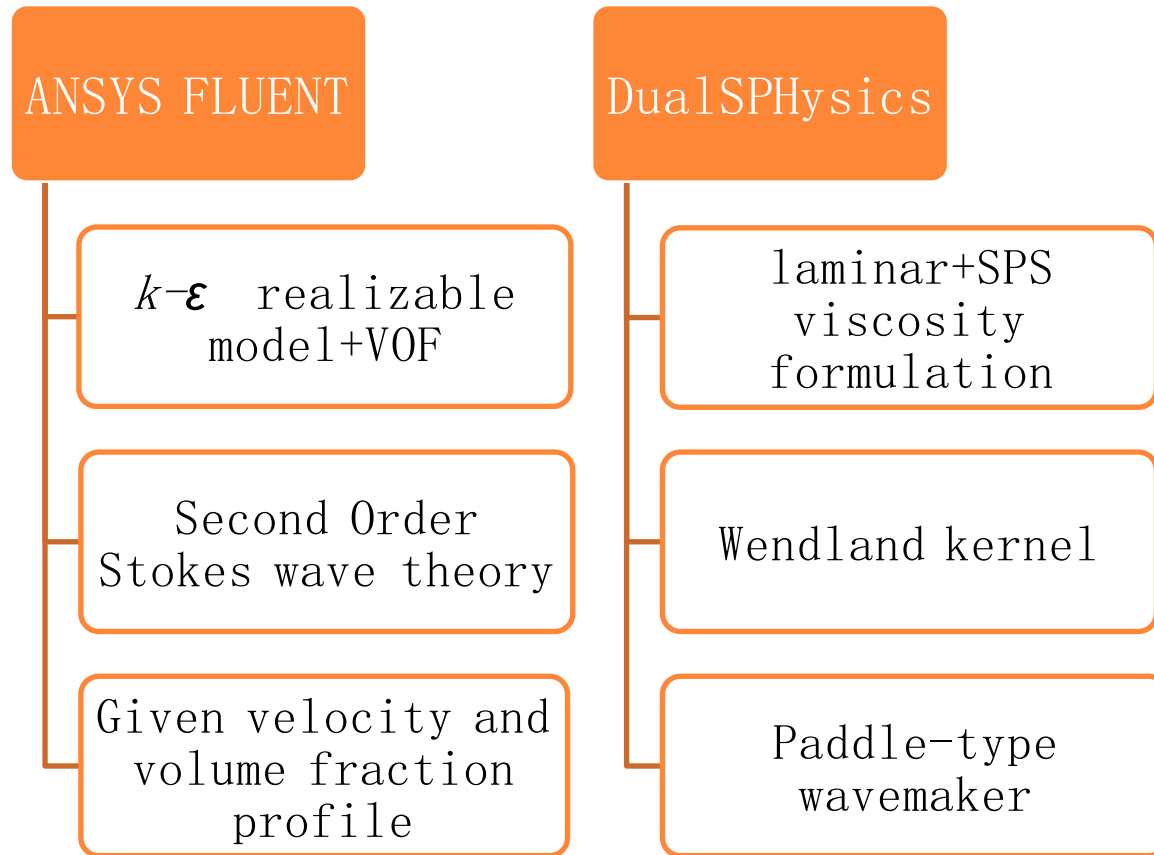 ANSYS FLUENT
k-ε realizable
model+VOF
Second Order
Stokes wave theory
Given velocity and
volume fraction
profile
DualSPHysics
laminar+SPS
viscosity
formulation
Wendland kernel
Paddle-type
wavemaker